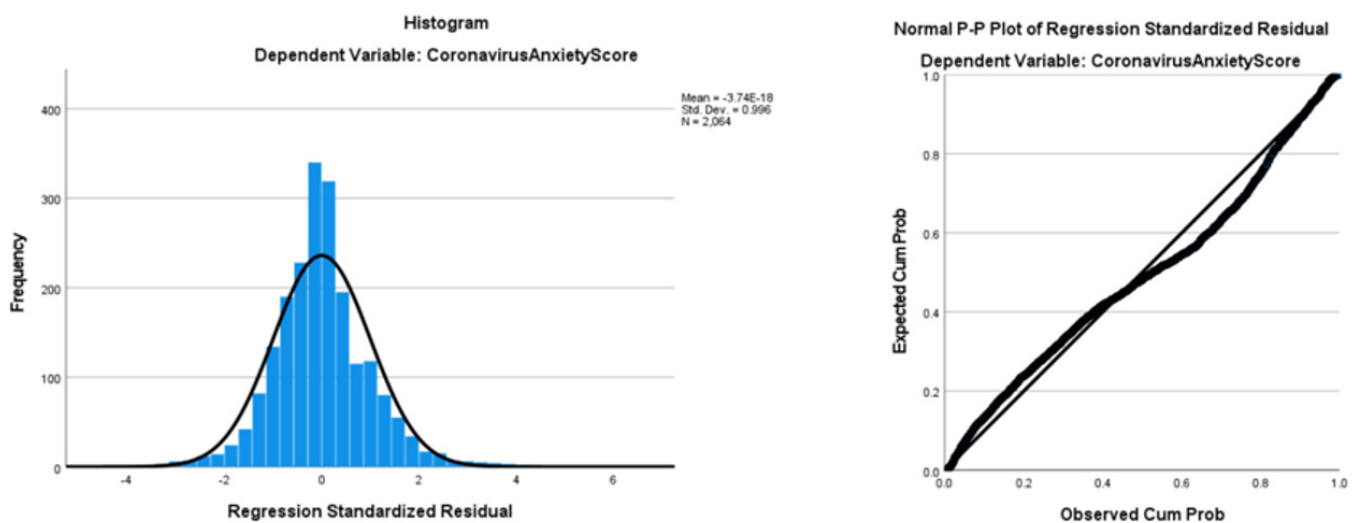 Histogram
Dependent Variable: CoronavirusAnxietyScore
Mean = -3.74E-18
Std. Dev. = 0.996
N = 2,064
400
300
200
100
0
Frequency
-4 -2 0 2 4 6
Regression Standardized Residual
Normal P-P Plot of Regression Standardized Residual
Dependent Variable: CoronavirusAnxietyScore
1.0
0.8
0.6
0.4
0.2
0.0
Expected Cum Prob
0.0 0.2 0.4 0.6 0.8 1.0
Observed Cum Prob